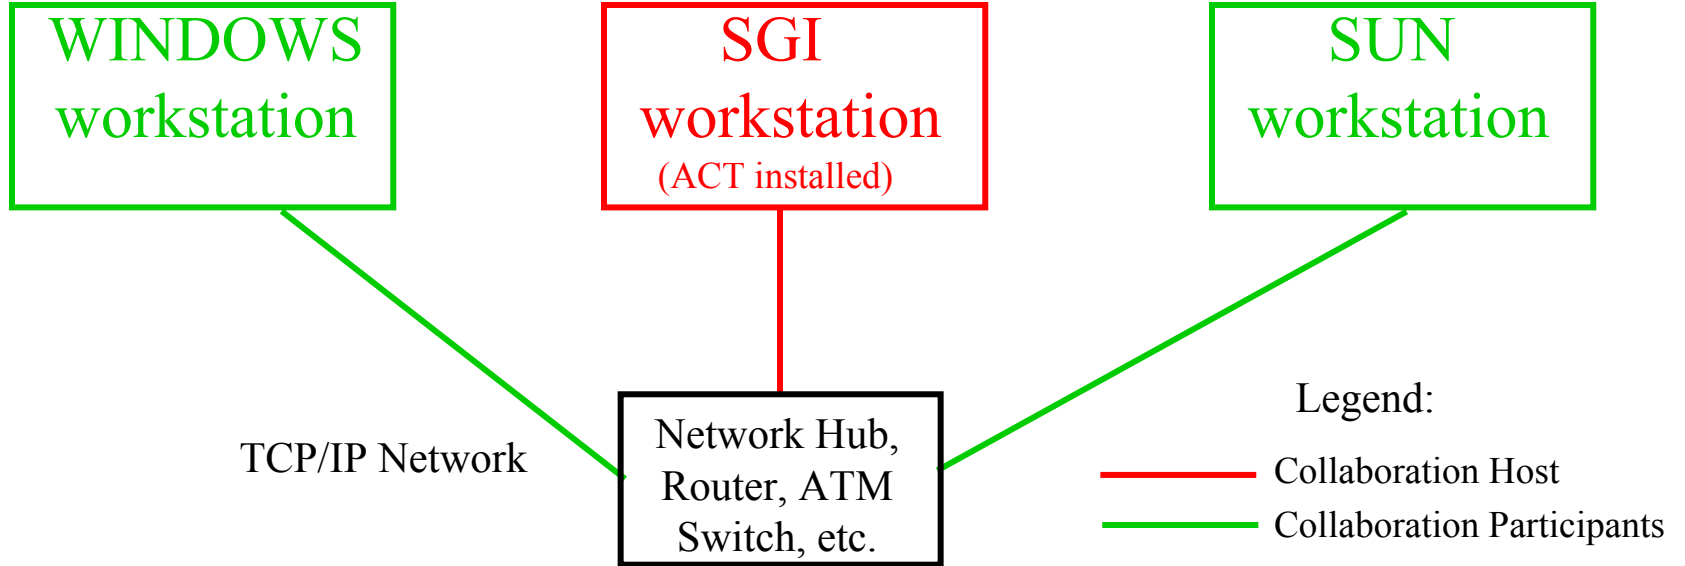 WINDOWS
workstation
SGI
workstation
(ACT installed)
SUN
workstation
TCP/IP Network
Network Hub,
Router, ATM
Switch, etc.
Legend:
Collaboration Host
Collaboration Participants